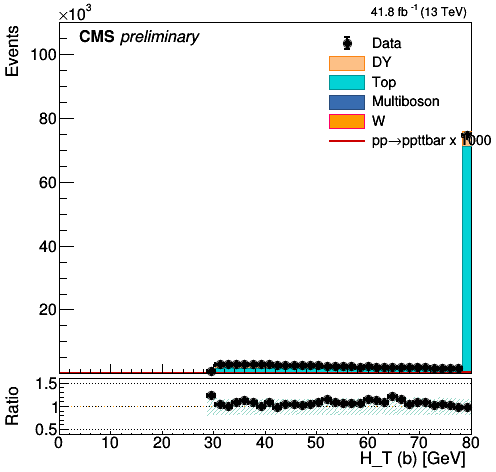 ×10³
41.8 fb⁻¹ (13 TeV)
CMS preliminary
Events
100
80
60
40
20
Data
DY
Top
Multiboson
W
pp→ppttbar x 1000
Ratio
1.5
1
0.5
0 10 20 30 40 50 60 70 80
H_T (b) [GeV]